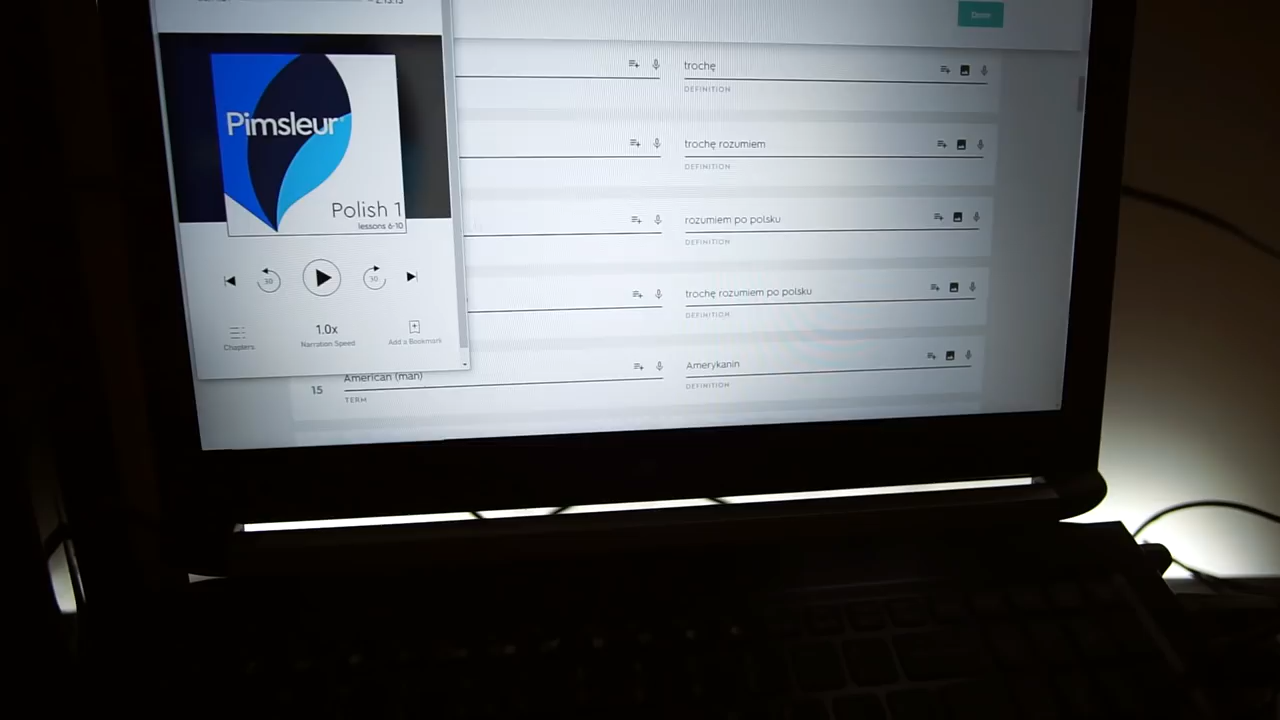 Done
trochę
DEFINITION
trochę rozumiem
DEFINITION
rozumiem po polsku
DEFINITION
trochę rozumiem po polsku
DEFINITION
15
American (man)
TERM
Amerykanin
DEFINITION
Pimsleur
Polish 1
lessons 6-10
30
30
Chapters
1.0x
Narration Speed
Add a Bookmark